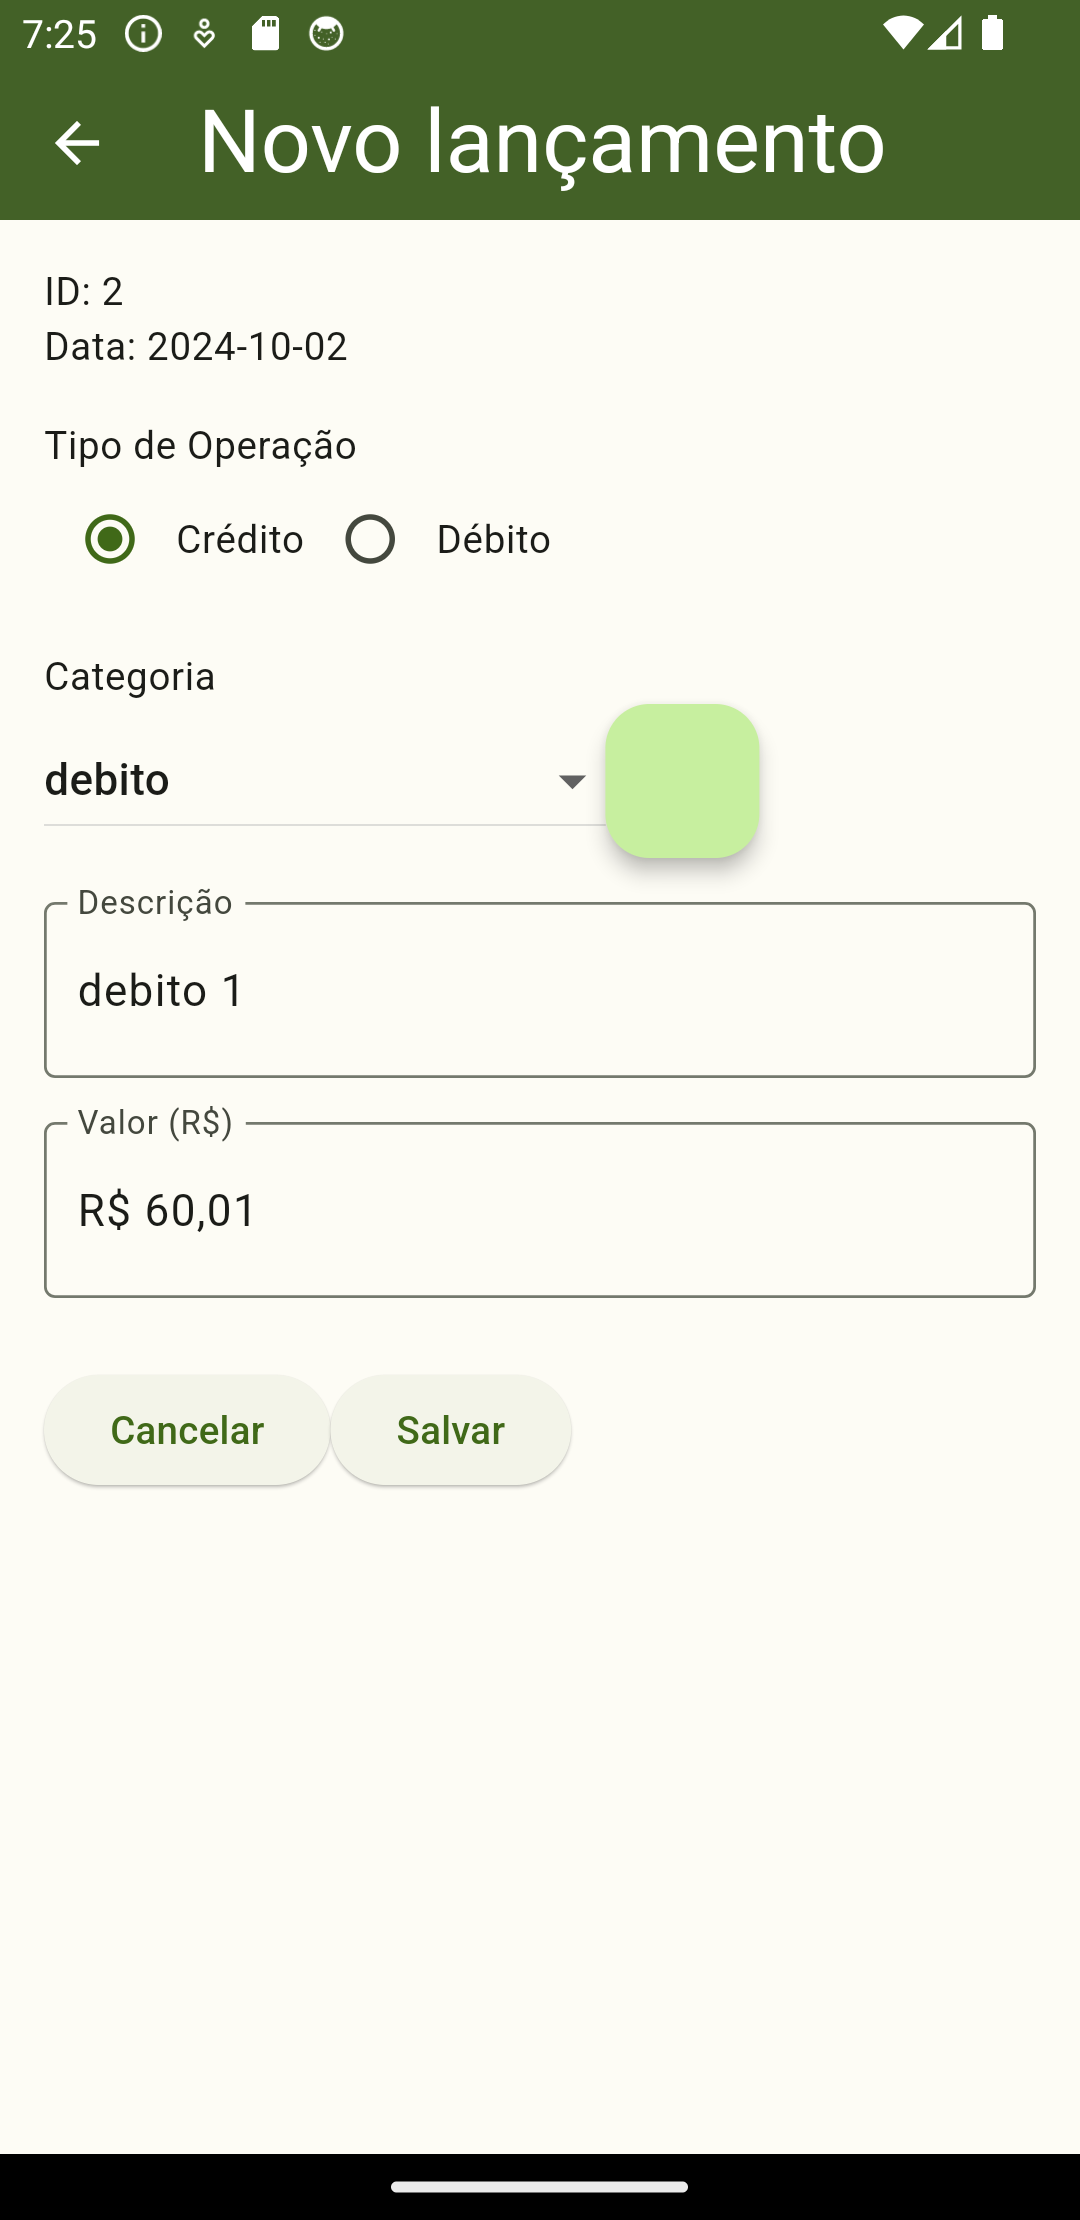 7:25
Novo lançamento
ID: 2
Data: 2024-10-02
Tipo de Operação
Crédito Débito
Categoria
debito
Descrição
debito 1
Valor (R$)
R$ 60,01
Cancelar Salvar